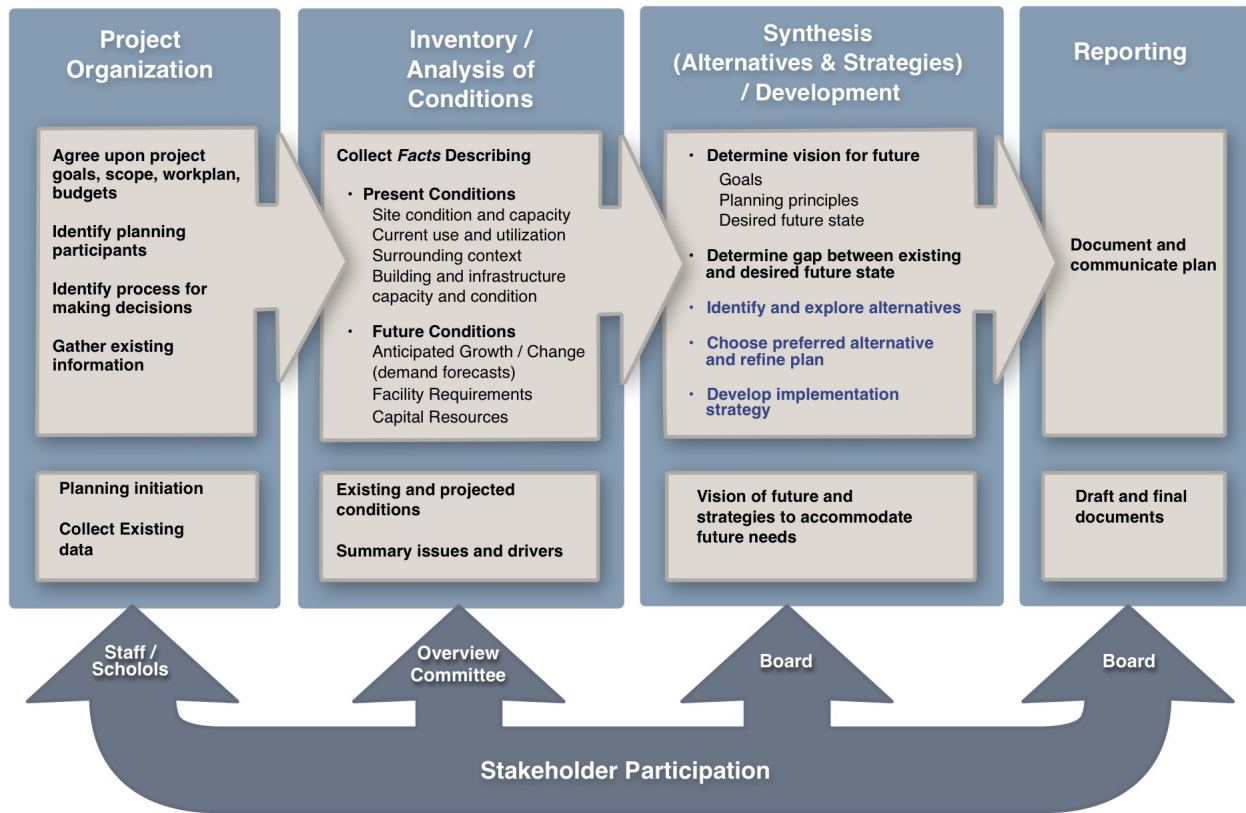 Project
Organization
Agree upon project
goals, scope, workplan,
budgets
Identify planning
participants
Identify process for
making decisions
Gather existing
information
Planning initiation
Collect Existing
data
Inventory /
Analysis of
Conditions
Collect Facts Describing
· Present Conditions
Site condition and capacity
Current use and utilization
Surrounding context
Building and infrastructure
capacity and condition
· Future Conditions
Anticipated Growth / Change
(demand forecasts)
Facility Requirements
Capital Resources
Existing and projected
conditions
Summary issues and drivers
Synthesis
(Alternatives & Strategies)
/ Development
· Determine vision for future
Goals
Planning principles
Desired future state
· Determine gap between existing
and desired future state
· Identify and explore alternatives
· Choose preferred alternative
and refine plan
· Develop implementation
strategy
Vision of future and
strategies to accommodate
future needs
Reporting
Document and
communicate plan
Draft and final
documents
Staff /
Scholols
Overview
Committee
Board
Board
Stakeholder Participation